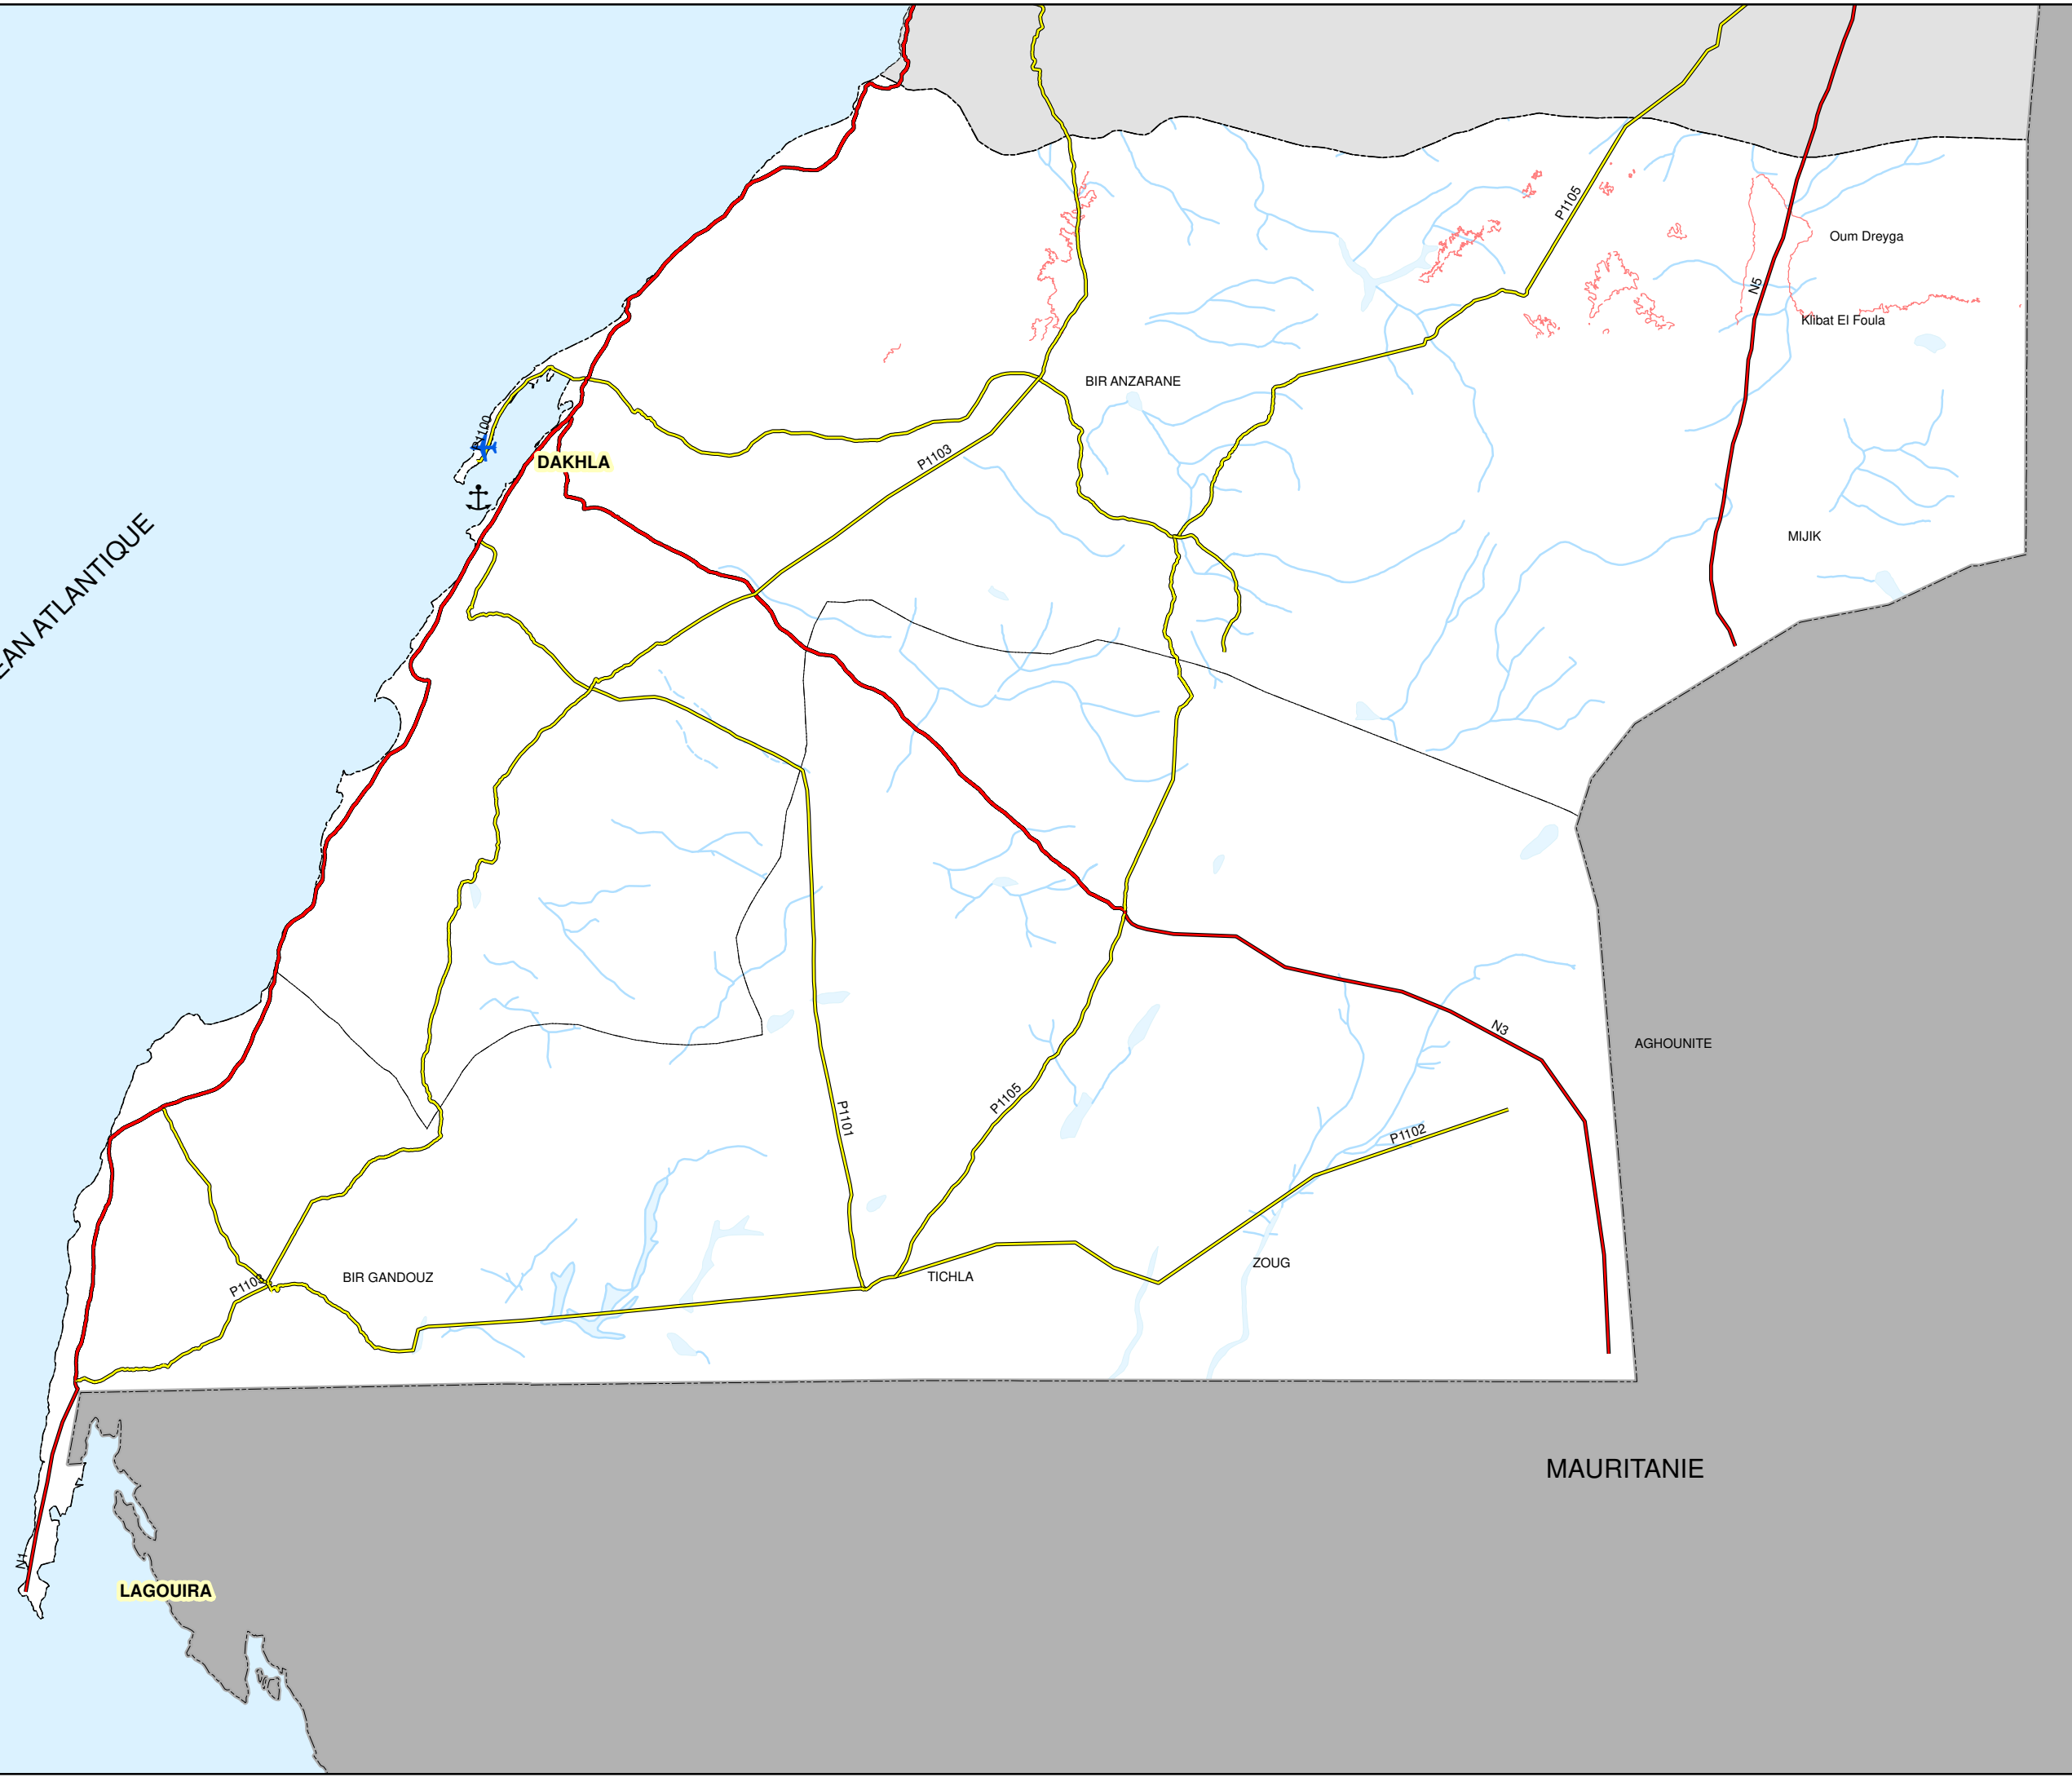 P1105
Oum Dreyga
N5
Klibat El Foula
BIR ANZARANE
P1100
P1103
DAKHLA
MIJIK
EAN ATLANTIQUE
N3
AGHOUNITE
P1105
P1101
P1102
ZOUG
P1103
BIR GANDOUZ
TICHLA
MAURITANIE
N1
LAGOUIRA